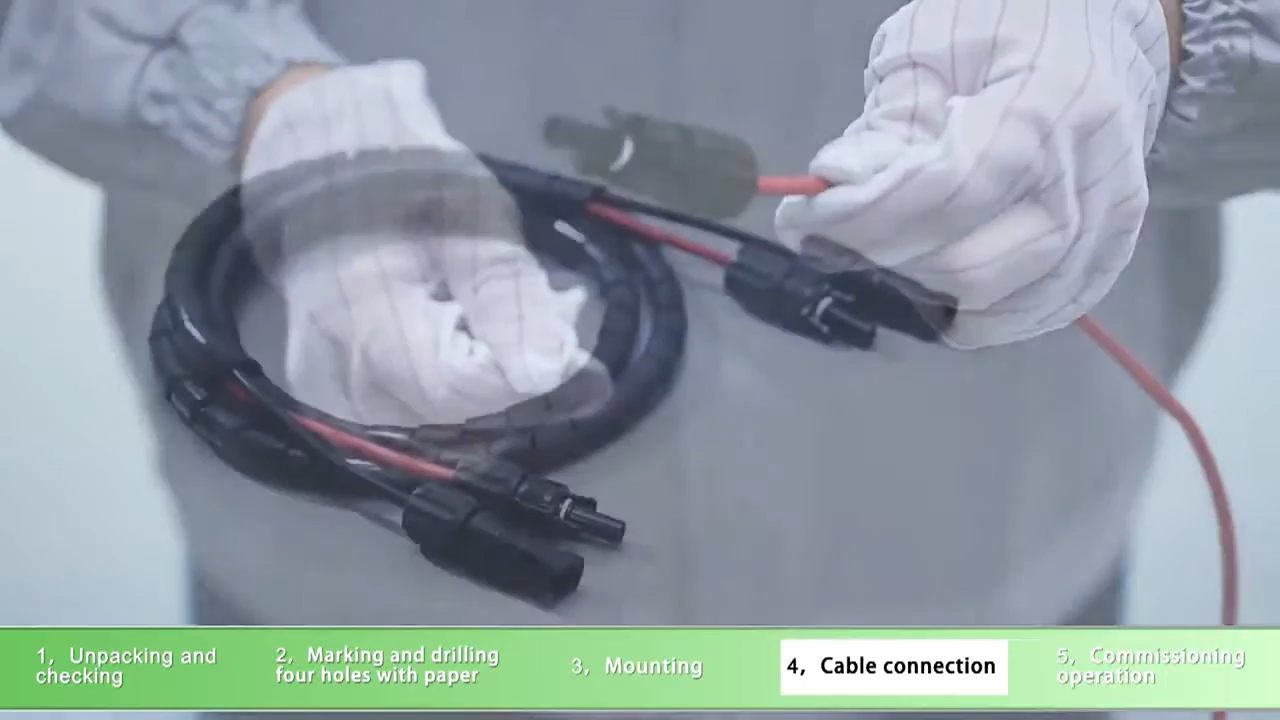 1, Unpacking and
checking
2, Marking and drilling
four holes with paper
3, Mounting
4, Cable connection
5, Commissioning
operation